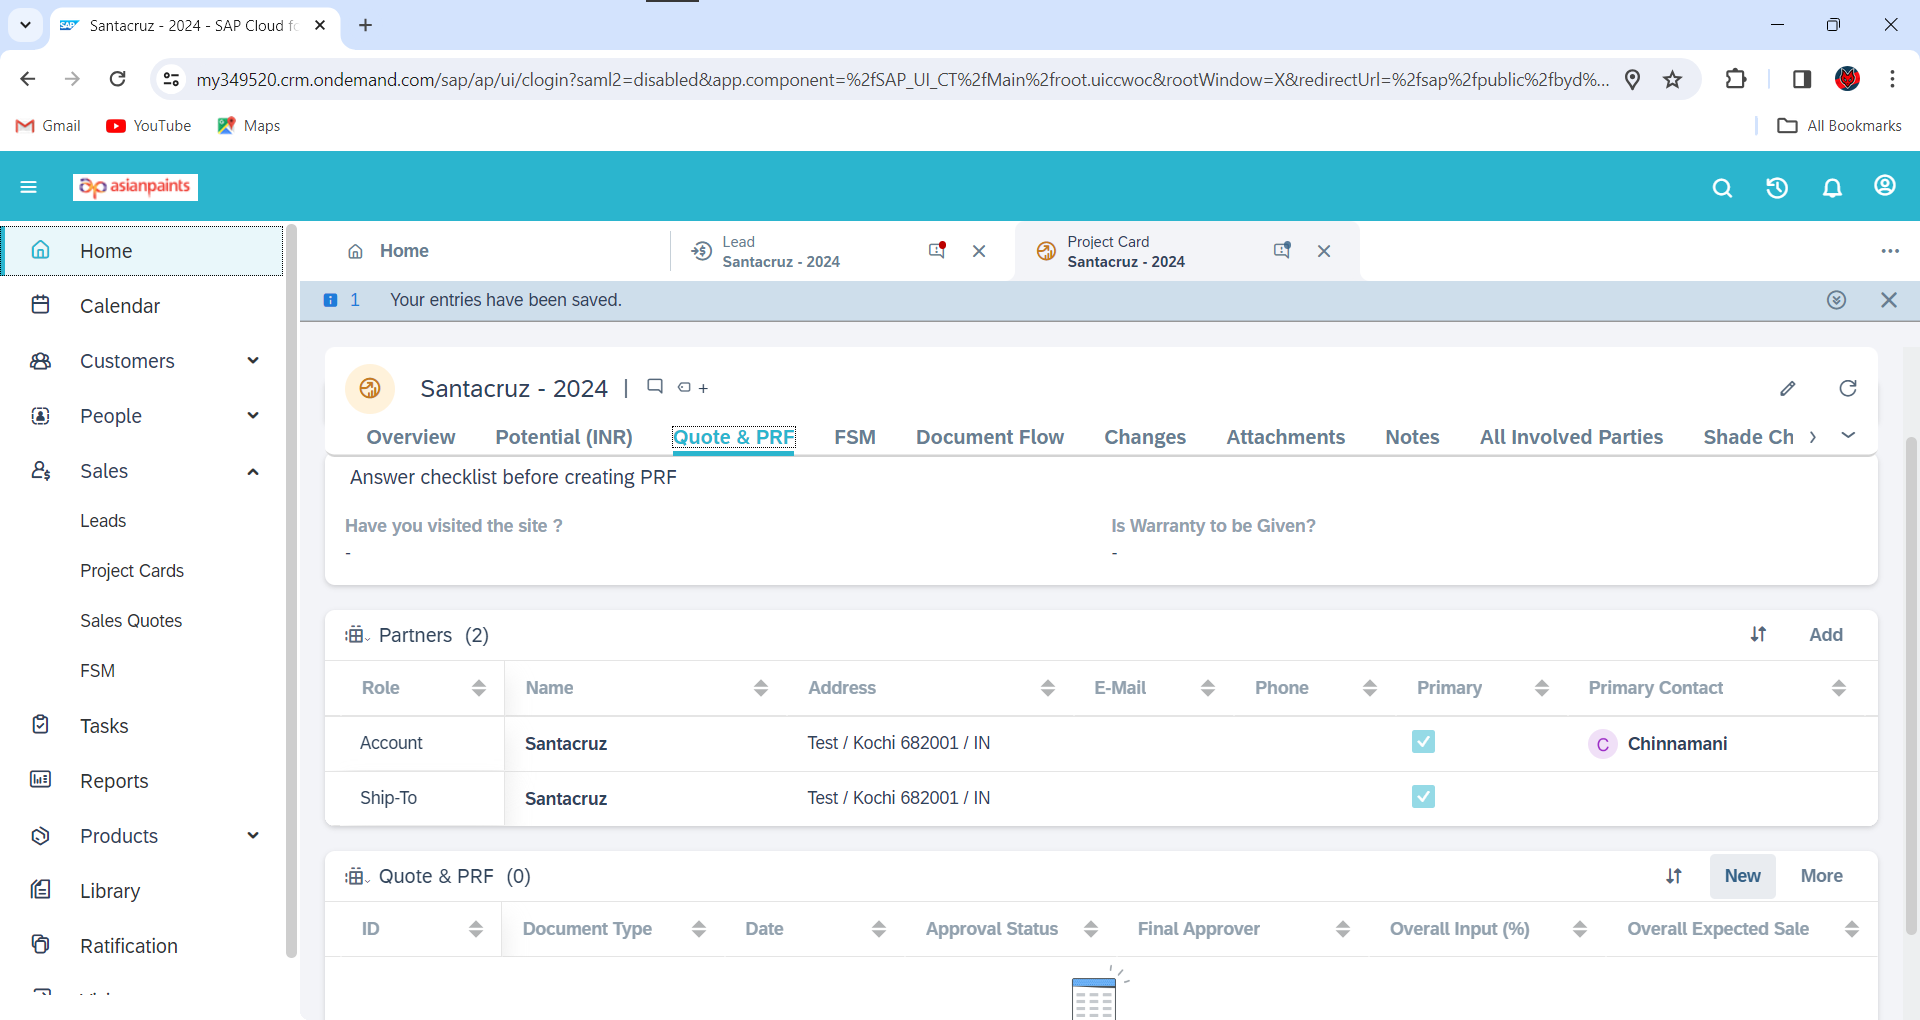 Santacruz - 2024 - SAP Cloud fo
my349520.crm.ondemand.com/sap/ap/ui/clogin?saml2=disabled&app.component=%2fSAP_UI_CT%2fMain%2froot.uiccwoc&rootWindow=X&redirectUrl=%2fsap%2fpublic%2fbyd%...
Gmail YouTube Maps All Bookmarks
asianpaints
Home
Calendar
Customers
People
Sales
Leads
Project Cards
Sales Quotes
FSM
Tasks
Reports
Products
Library
Ratification
Home
Lead
Santacruz - 2024
Project Card
Santacruz - 2024
1 Your entries have been saved.
Santacruz - 2024 |
Overview Potential (INR) Quote & PRF FSM Document Flow Changes Attachments Notes All Involved Parties Shade Ch
Answer checklist before creating PRF
Have you visited the site ? Is Warranty to be Given?
- -
Partners (2) Add
Role Name Address E-Mail Phone Primary Primary Contact
Account Santacruz Test / Kochi 682001 / IN C Chinnamani
Ship-To Santacruz Test / Kochi 682001 / IN
Quote & PRF (0) New More
ID Document Type Date Approval Status Final Approver Overall Input (%) Overall Expected Sale